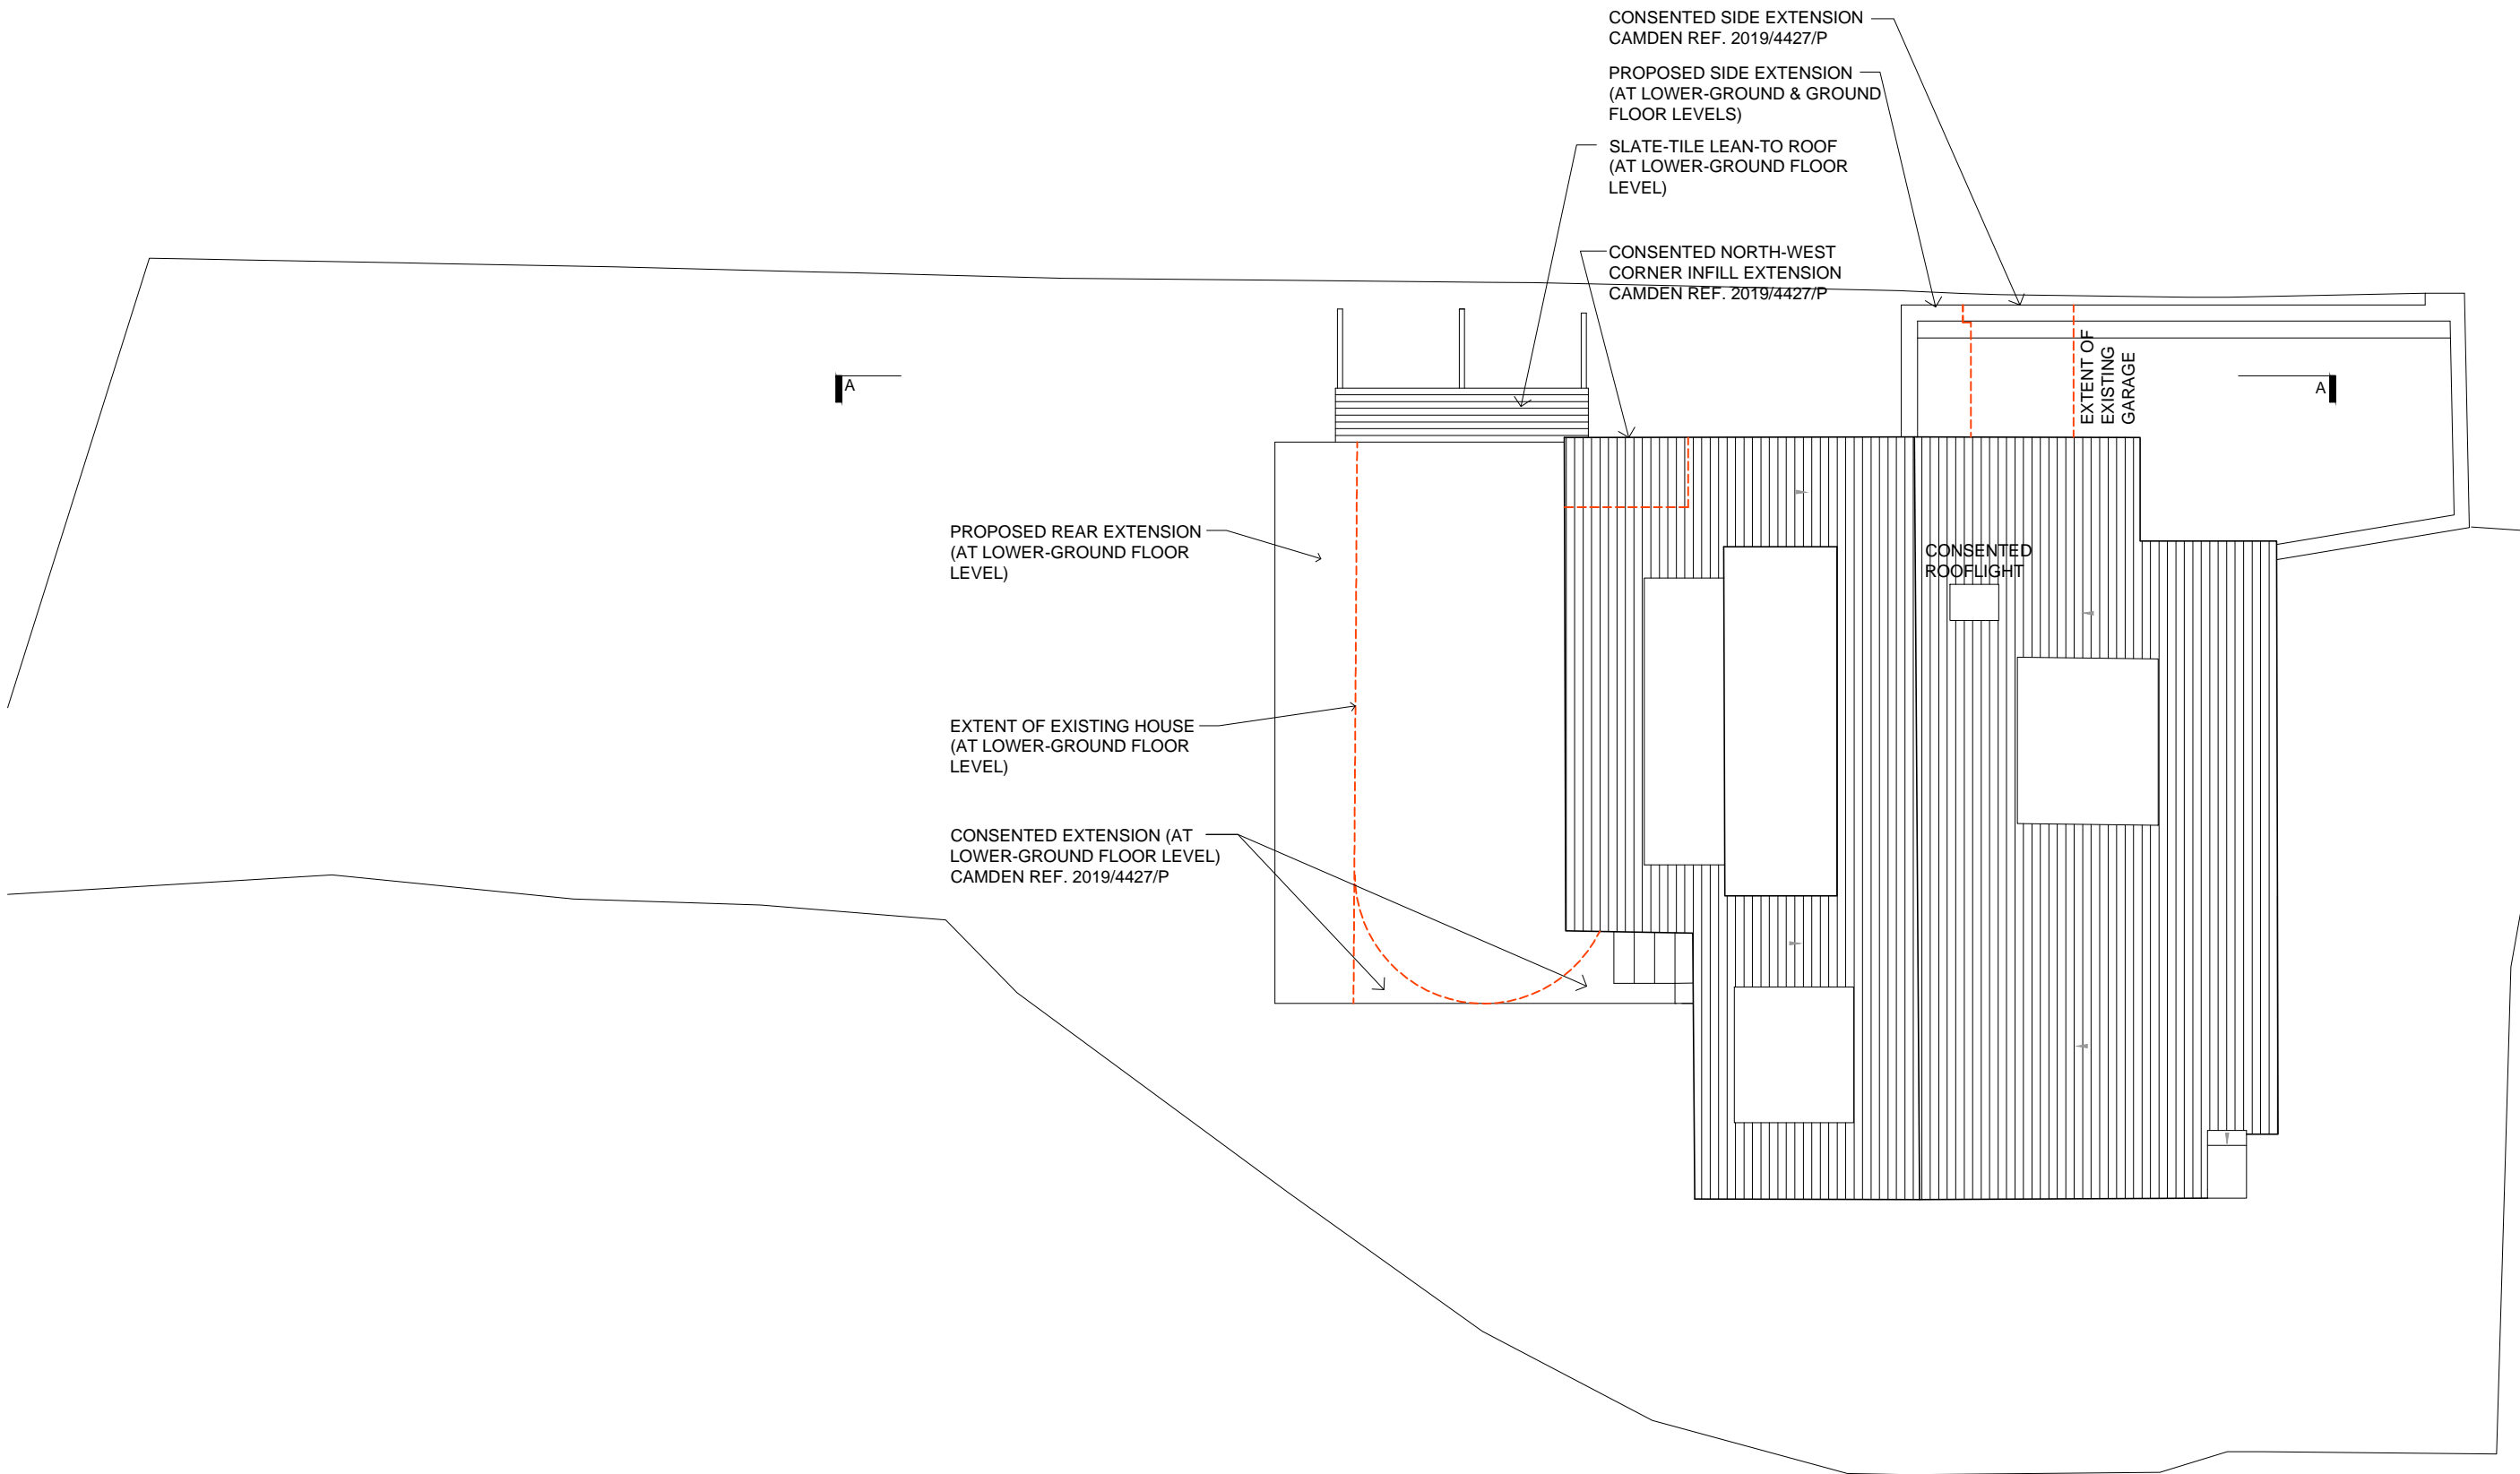 CONSENTED SIDE EXTENSION
CAMDEN REF. 2019/4427/P
PROPOSED SIDE EXTENSION
(AT LOWER-GROUND & GROUND
FLOOR LEVELS)
SLATE-TILE LEAN-TO ROOF
(AT LOWER-GROUND FLOOR
LEVEL)
CONSENTED NORTH-WEST
CORNER INFILL EXTENSION
CAMDEN REF. 2019/4427/P
EXTENT OF
EXISTING
GARAGE
A
A
PROPOSED REAR EXTENSION
(AT LOWER-GROUND FLOOR
LEVEL)
CONSENTED
ROOFLIGHT
EXTENT OF EXISTING HOUSE
(AT LOWER-GROUND FLOOR
LEVEL)
CONSENTED EXTENSION (AT
LOWER-GROUND FLOOR LEVEL)
CAMDEN REF. 2019/4427/P